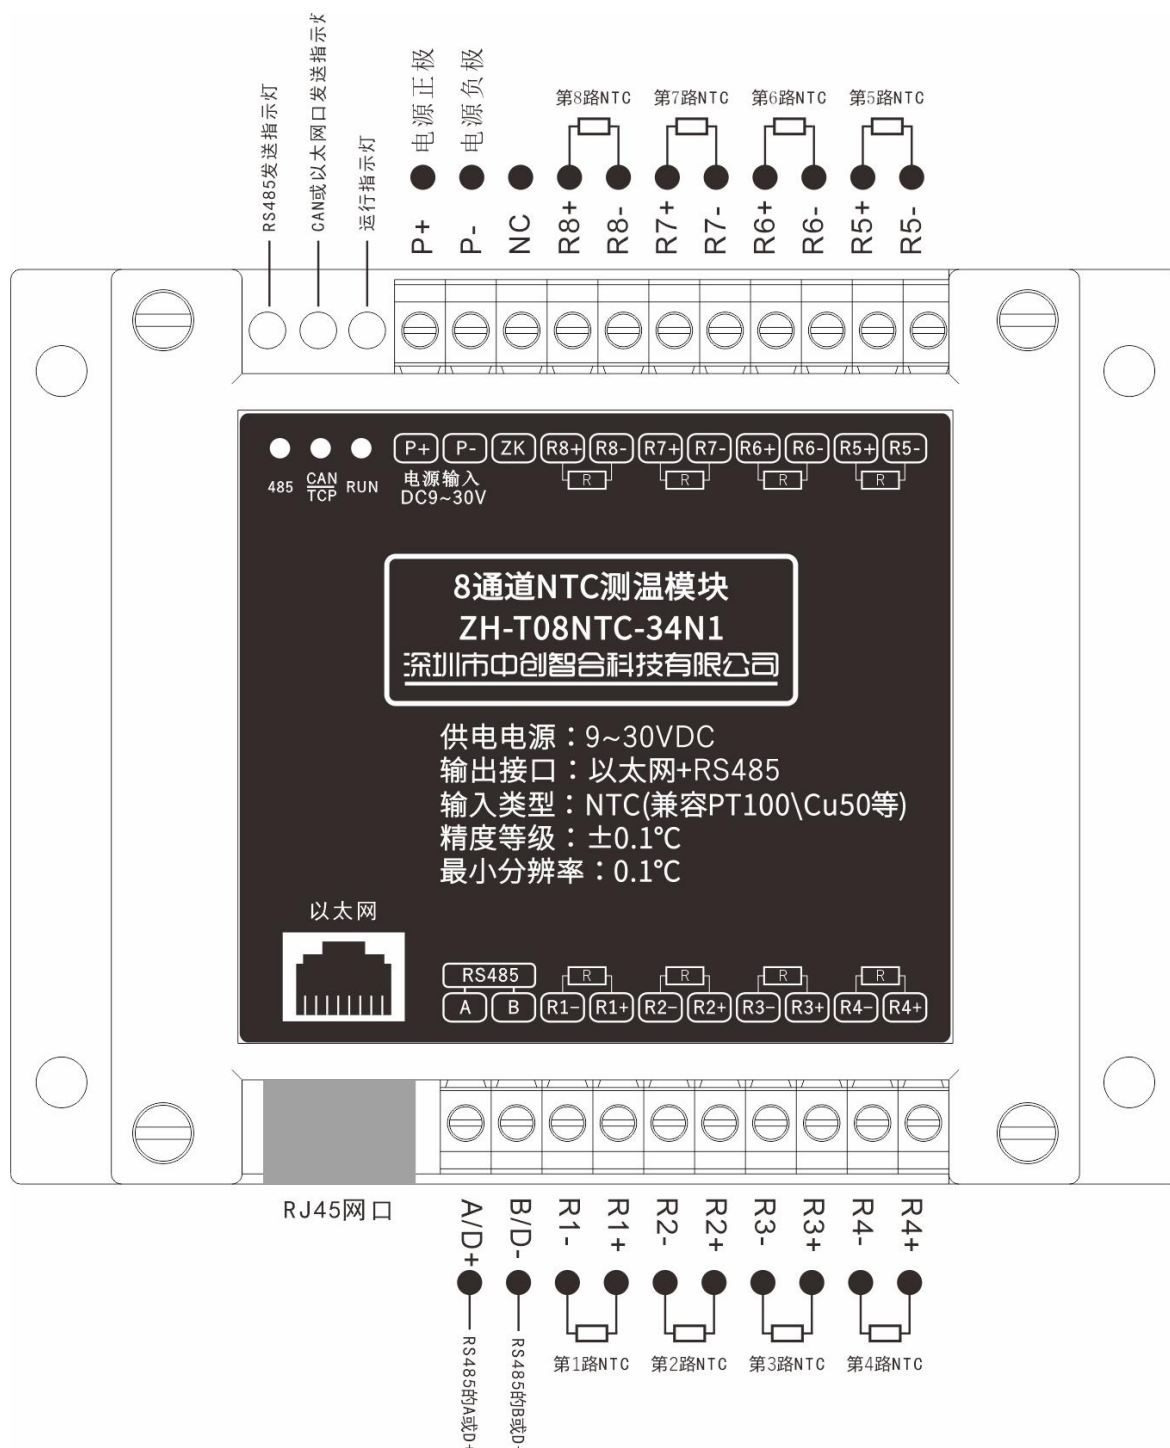 RS485发送指示灯
CAN或以太网口发送指示灯
运行指示灯
电源正极
电源负极
第8路NTC
第7路NTC
第6路NTC
第5路NTC
P+
P-
NC
R8+
R8-
R7+
R7-
R6+
R6-
R5+
R5-
P+ P- ZK R8+ R8- R7+ R7- R6+ R6- R5+ R5-
R R R R
485
CAN
TCP
RUN
电源输入
DC9~30V
8通道NTC测温模块
ZH-T08NTC-34N1
深圳市中创智合科技有限公司
供电电源：9~30VDC
输出接口：以太网+RS485
输入类型：NTC(兼容PT100\Cu50等)
精度等级：±0.1℃
最小分辨率：0.1℃
以太网
RS485
R R R R
A B R1- R1+ R2- R2+ R3- R3+ R4- R4+
RJ45网口
A/D+
B/D-
R1-
R1+
R2-
R2+
R3-
R3+
R4-
R4+
RS485的A或D+
RS485的B或D-
第1路NTC
第2路NTC
第3路NTC
第4路NTC